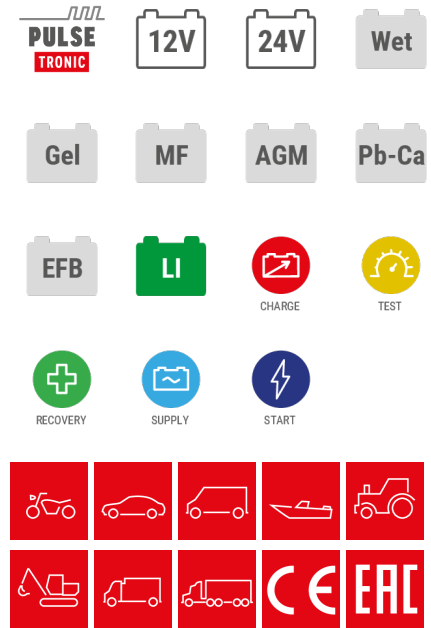 PULSE
TRONIC
12V
24V
Wet
Gel
MF
AGM
Pb-Ca
EFB
LI
CHARGE
TEST
RECOVERY
SUPPLY
START
CE
EAC